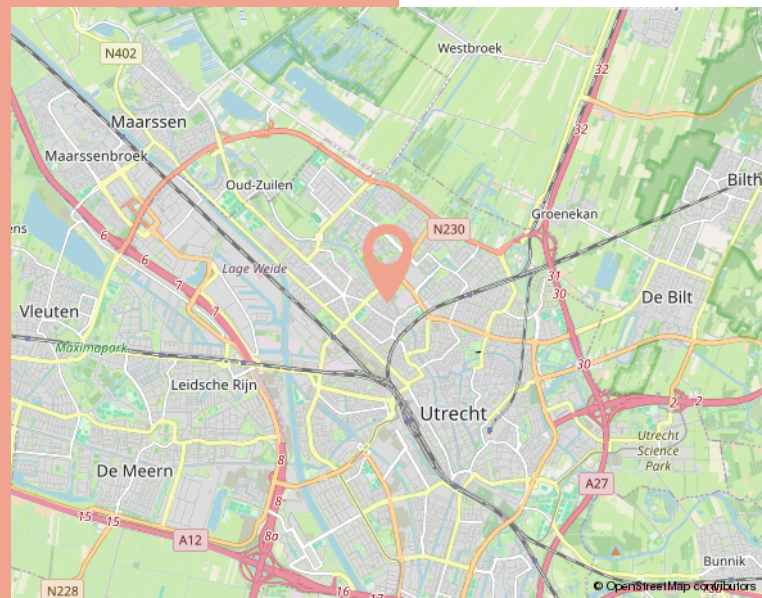 Westbroek
N402
32
32
Maarssen
Maarssenbroek
Oud-Zuilen
Bilth
Groenekan
ens
N230
6
6
Lage Weide
7
7
31
30
De Bilt
Vleuten
Maximapark
30
Leidsche Rijn
2
2
Utrecht
Utrecht
Science
Park
8
De Meern
A27
8
15
15
8a
A12
Bunnik
16
17
N228
© OpenStreetMap contributors